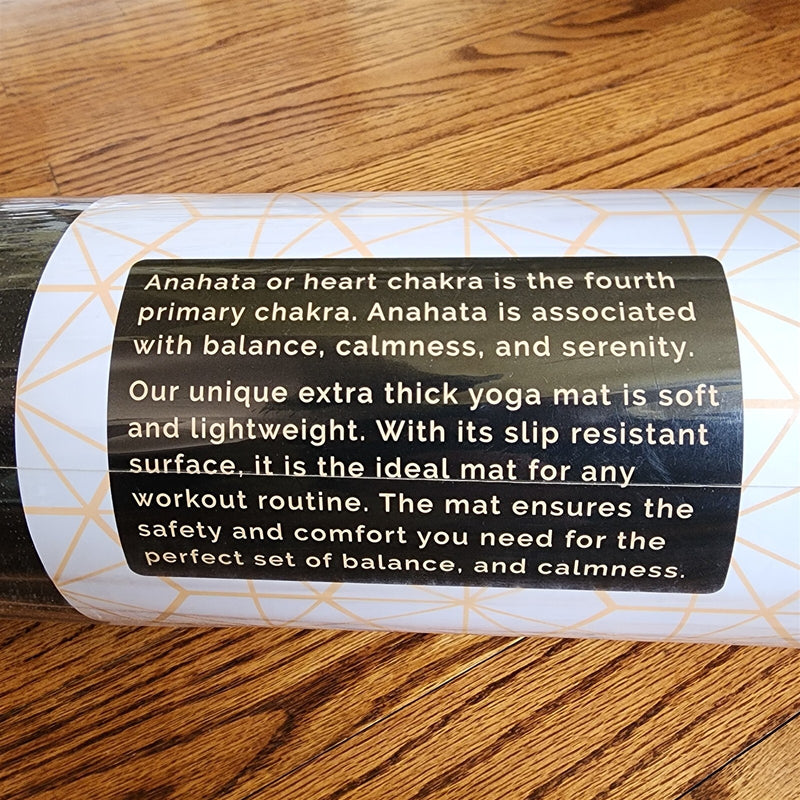 Anahata or heart chakra is the fourth
primary chakra. Anahata is associated
with balance, calmness, and serenity.
Our unique extra thick yoga mat is soft
and lightweight. With its slip resistant
surface, it is the ideal mat for any
workout routine. The mat ensures the
safety and comfort you need for the
perfect set of balance, and calmness.